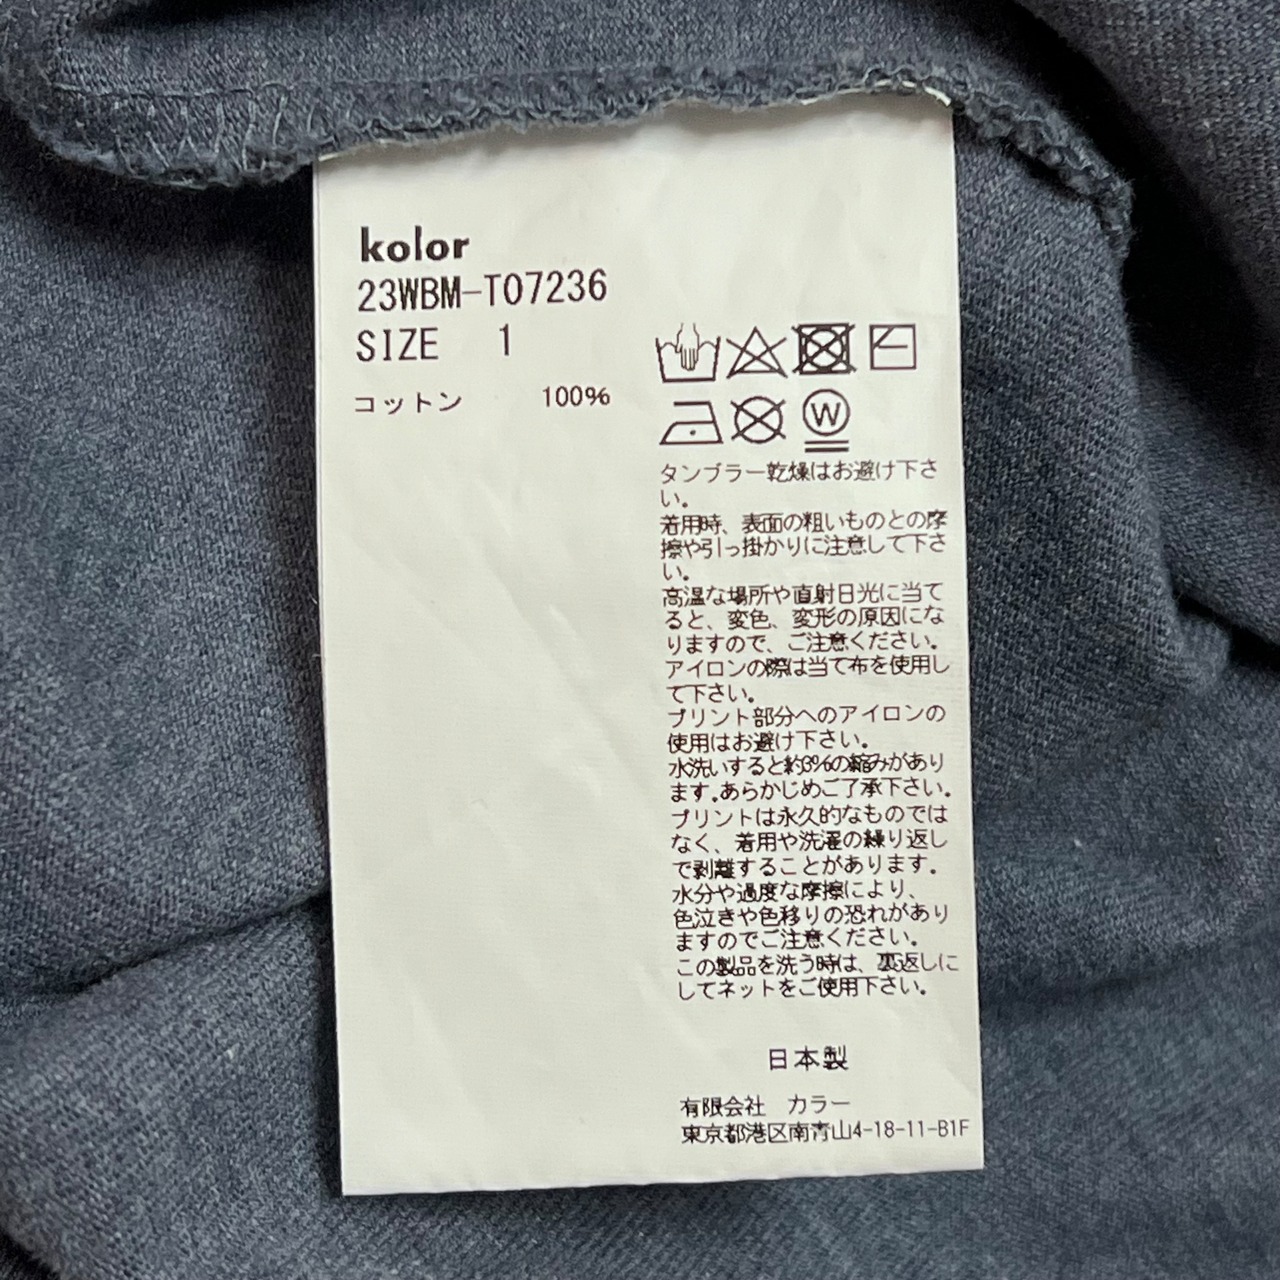 kolor
23WBM-T07236
SIZE 1
コットン 100%
W
タンブラー乾燥はお避け下さ
い。
着用時、表面の粗いものとの摩
擦や引っ掛かりに注意して下さ
い。
高温な場所や直射日光に当て
ると、変色、変形の原因にな
りますので、ご注意ください。
アイロンの際は当て布を使用し
て下さい。
プリント部分へのアイロンの
使用はお避け下さい。
水洗いすると約3%の縮みがあり
ます。あらかじめご了承下さい。
プリントは永久的なものでは
なく、着用や洗濯の繰り返し
で剥離することがあります。
水分や過度な摩擦により、
色泣きや色移りの恐れがあり
ますのでご注意ください。
この製品を洗う時は、裏返しに
してネットをご使用下さい。
日本製
有限会社 カラー
東京都港区南青山4-18-11-B1F